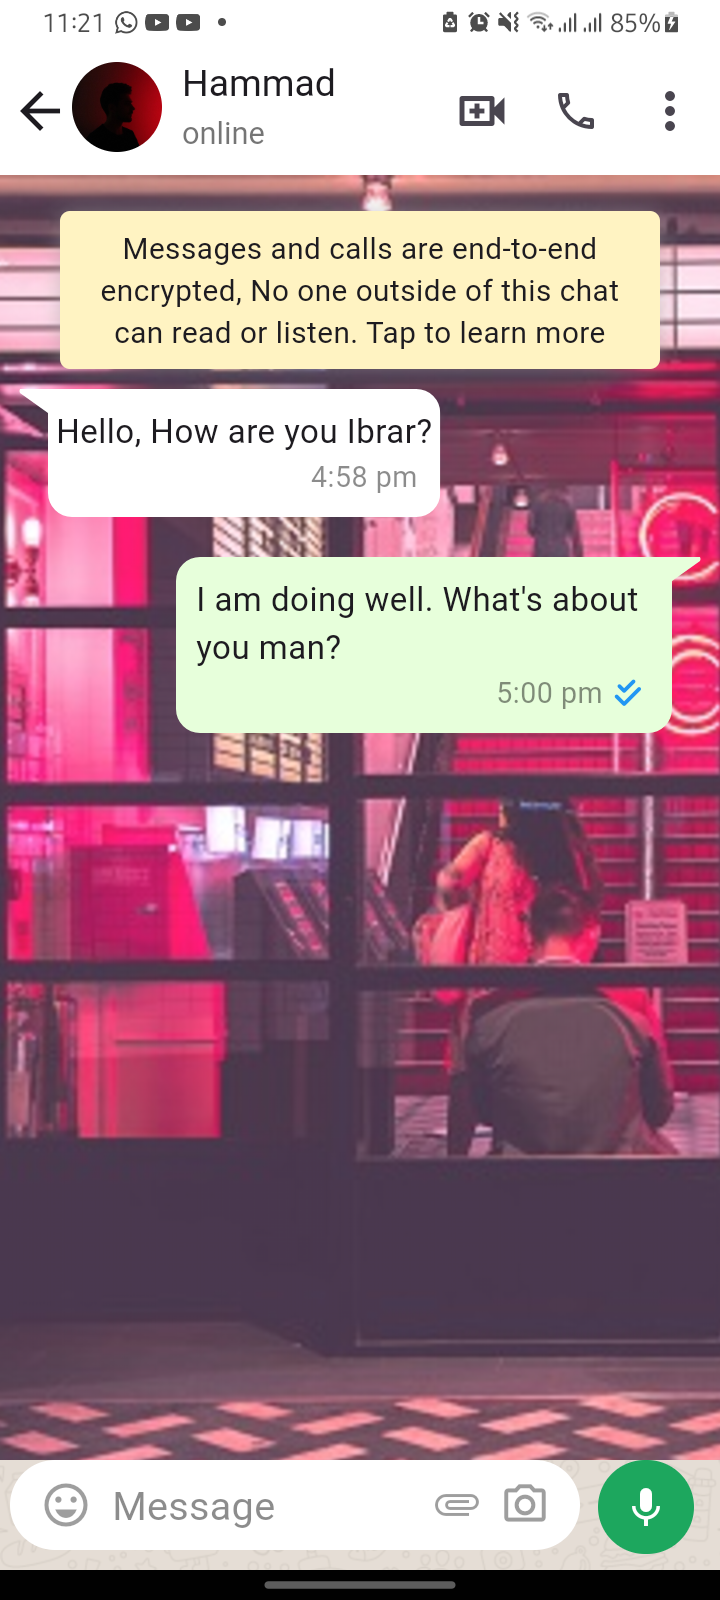 11:21
85%
Hammad
online
Messages and calls are end-to-end
encrypted, No one outside of this chat
can read or listen. Tap to learn more
Hello, How are you Ibrar?
4:58 pm
I am doing well. What's about
you man?
5:00 pm
Message